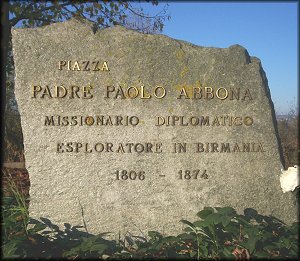 PIAZZA
PADRE PAOLO ABBONA
MISSIONARIO DIPLOMATICO
ESPLORATORE IN BIRMANIA
1806 - 1874